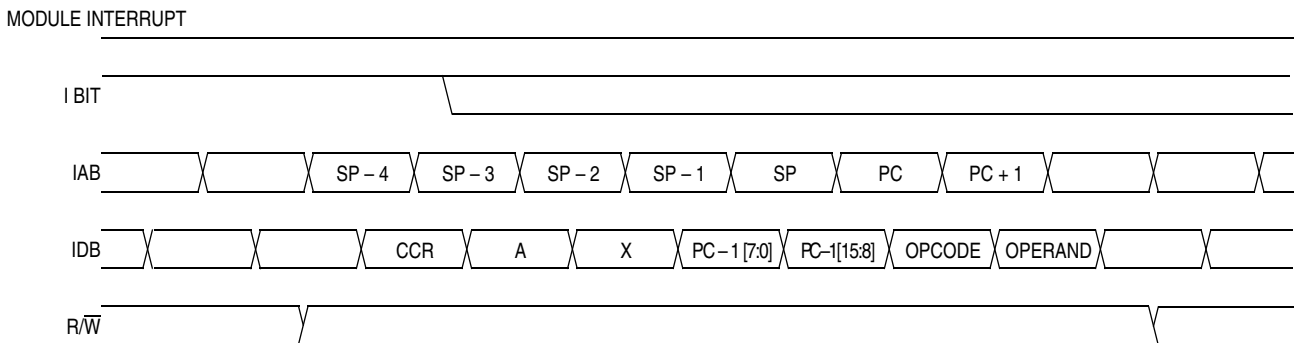 MODULE INTERRUPT
I BIT
IAB SP – 4 SP – 3 SP – 2 SP – 1 SP PC PC + 1
IDB CCR A X PC – 1 [7:0] PC–1[15:8] OPCODE OPERAND
R/W̅